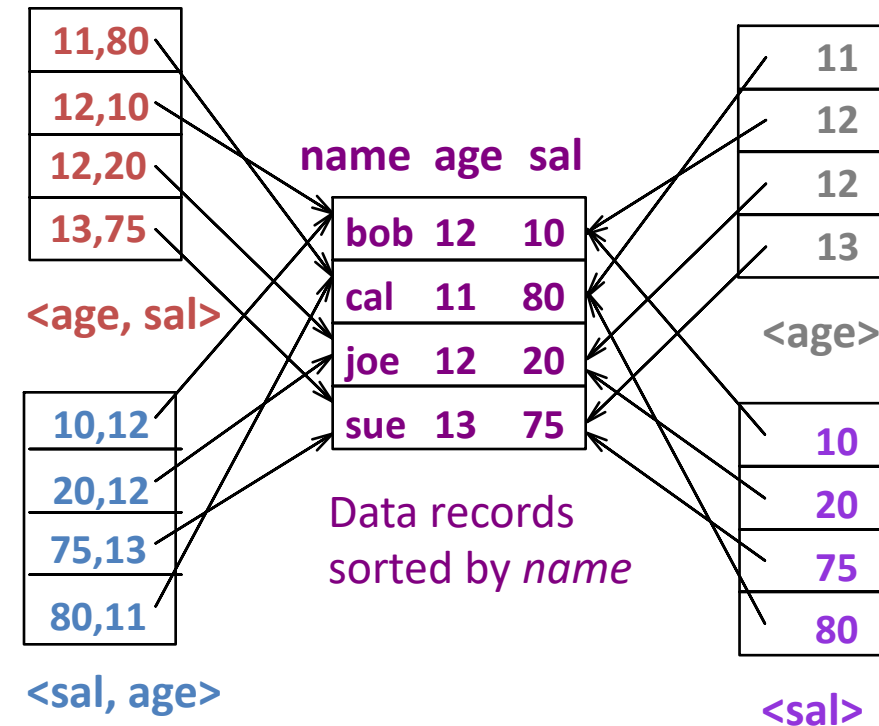 11,80
12,10
12,20
13,75
<age, sal>
10,12
20,12
75,13
80,11
<sal, age>
name age sal
bob 12 10
cal 11 80
joe 12 20
sue 13 75
Data records
sorted by name
11
12
12
13
<age>
10
20
75
80
<sal>